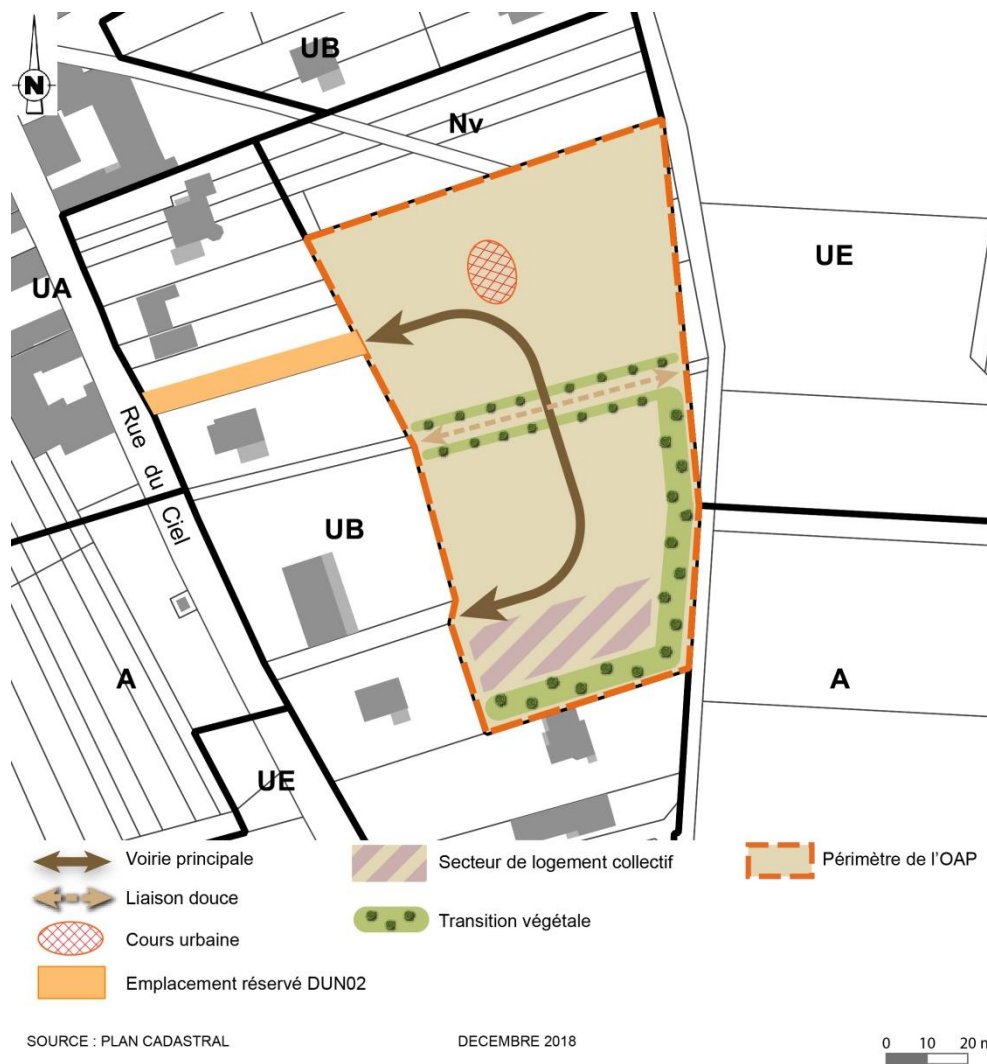 N
UB
Nv
UE
UA
Rue du Ciel
UB
A
A
UE
Voirie principale
Secteur de logement collectif
Périmètre de l'OAP
Liaison douce
Transition végétale
Cours urbaine
Emplacement réservé DUN02
SOURCE : PLAN CADASTRAL
DECEMBRE 2018
0 10 20 m